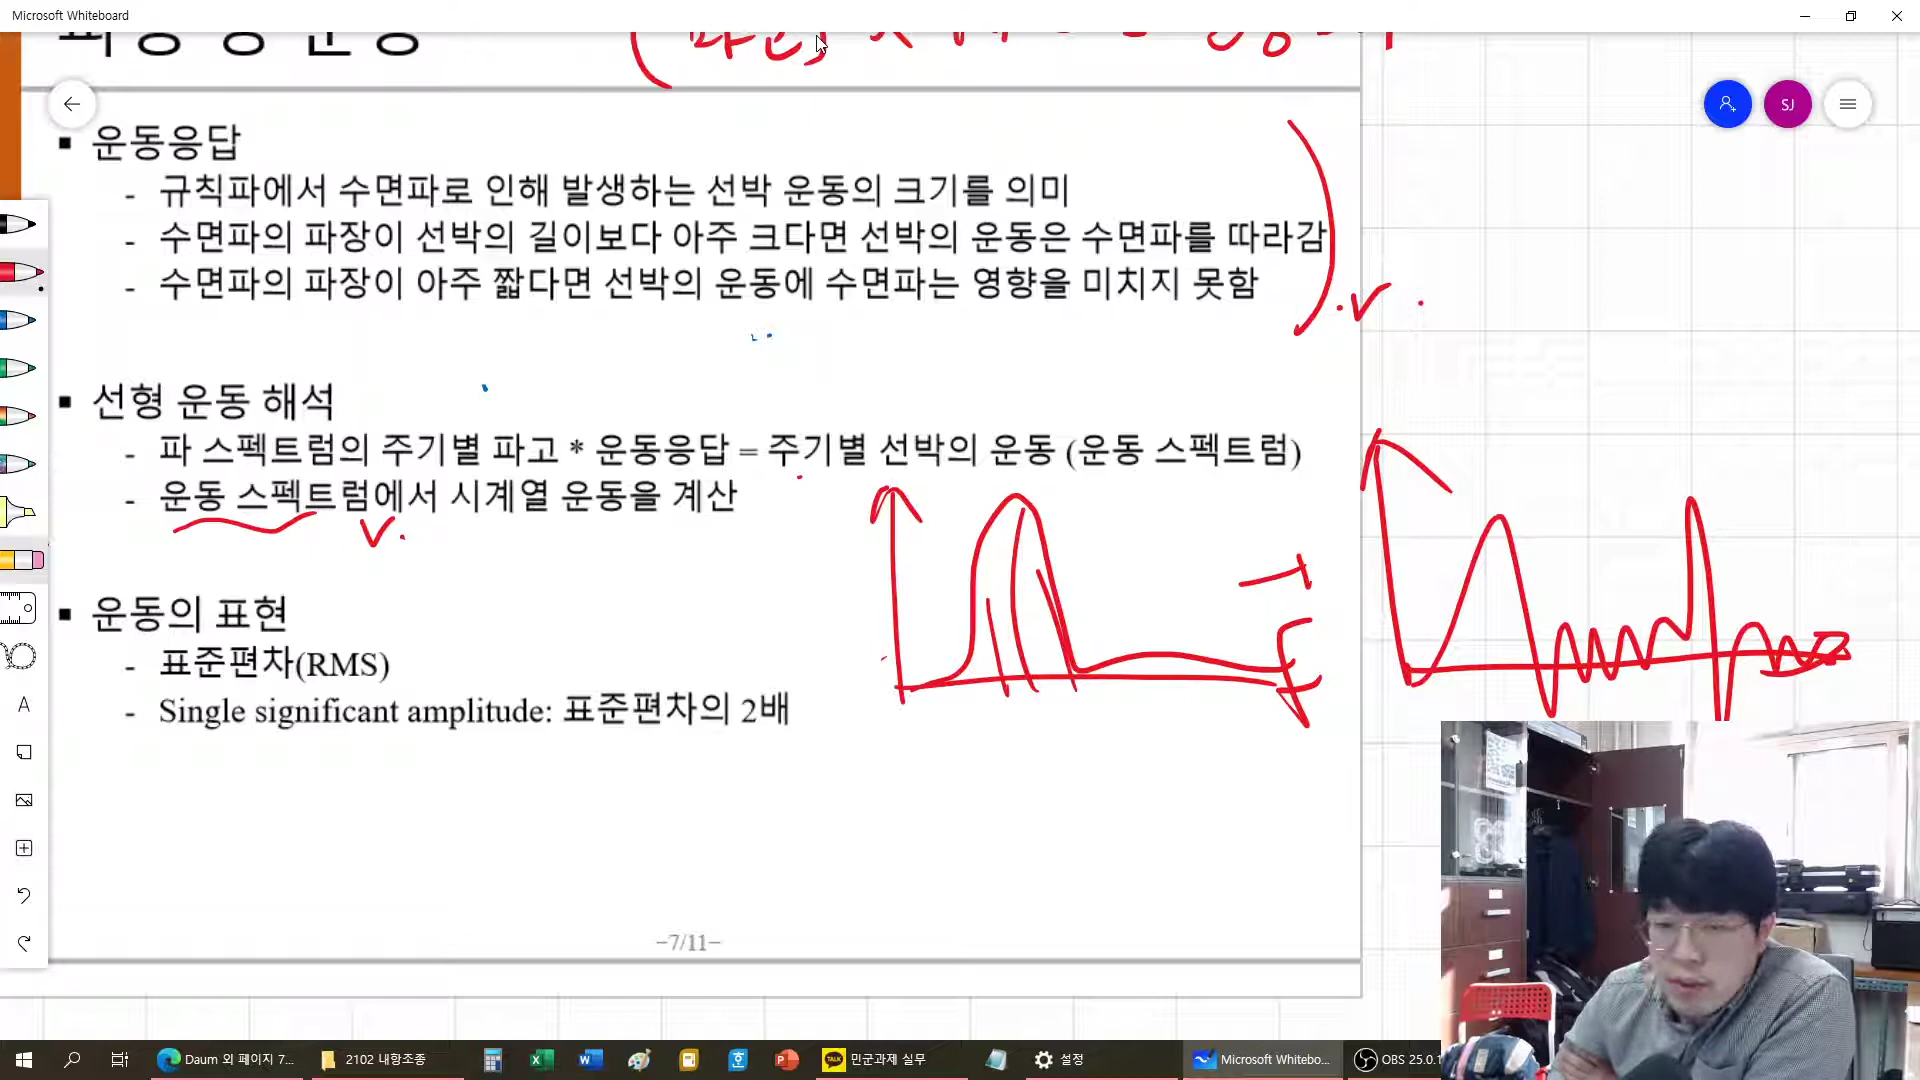 Microsoft Whiteboard
파랑 중 운동
SJ
▪ 운동응답
- 규칙파에서 수면파로 인해 발생하는 선박 운동의 크기를 의미
- 수면파의 파장이 선박의 길이보다 아주 크다면 선박의 운동은 수면파를 따라감
- 수면파의 파장이 아주 짧다면 선박의 운동에 수면파는 영향을 미치지 못함
▪ 선형 운동 해석
- 파 스펙트럼의 주기별 파고 * 운동응답 = 주기별 선박의 운동 (운동 스펙트럼)
- 운동 스펙트럼에서 시계열 운동을 계산
▪ 운동의 표현
- 표준편차(RMS)
- Single significant amplitude: 표준편차의 2배
−7/11−
Daum 외 페이지 7...
2102 내항조종
민군과제 실무
설정
Microsoft Whitebo...
OBS 25.0.1